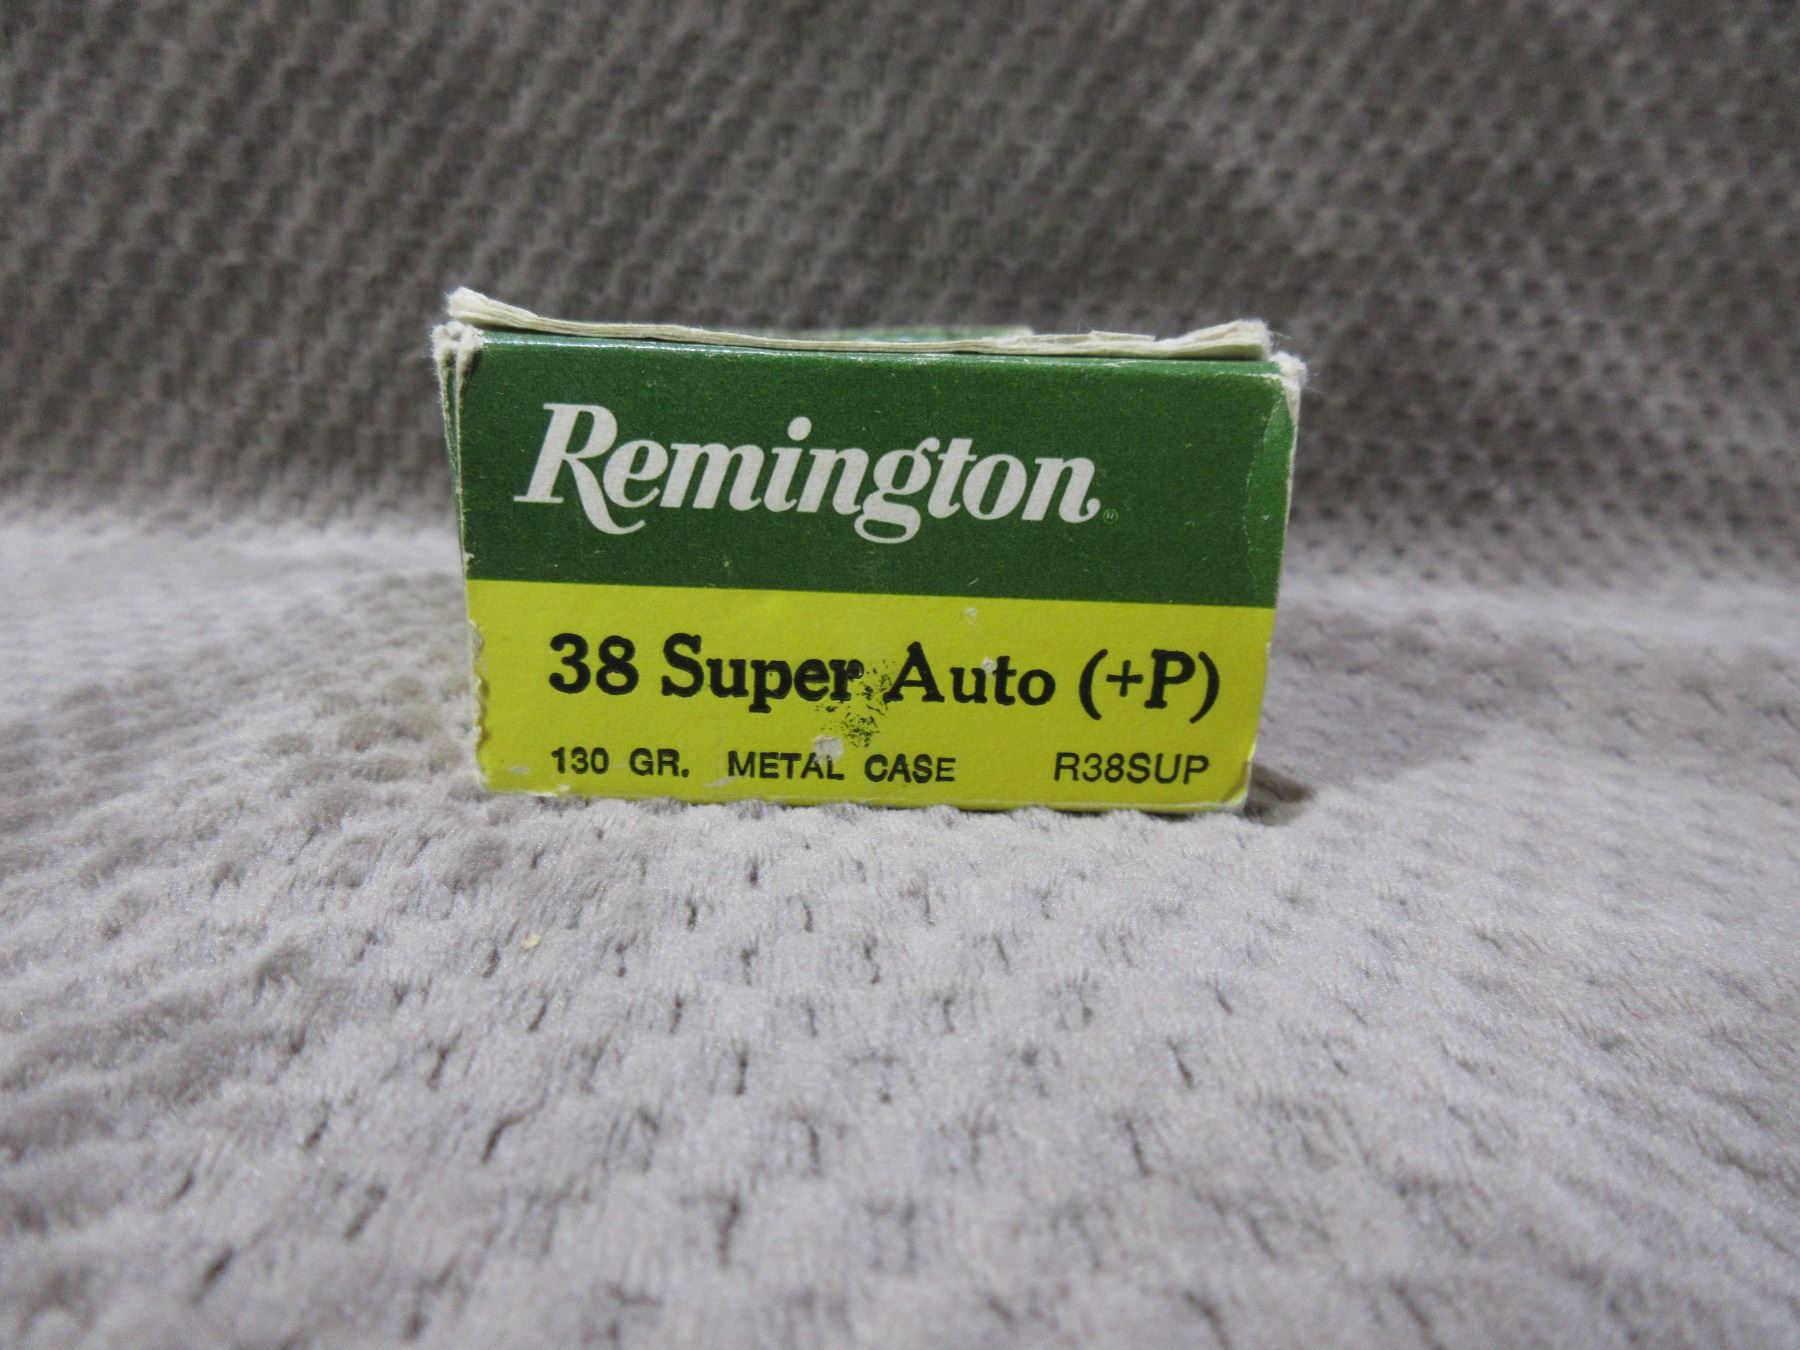 Remington®
38 Super Auto (+P)
130 GR. METAL CASE R38SUP